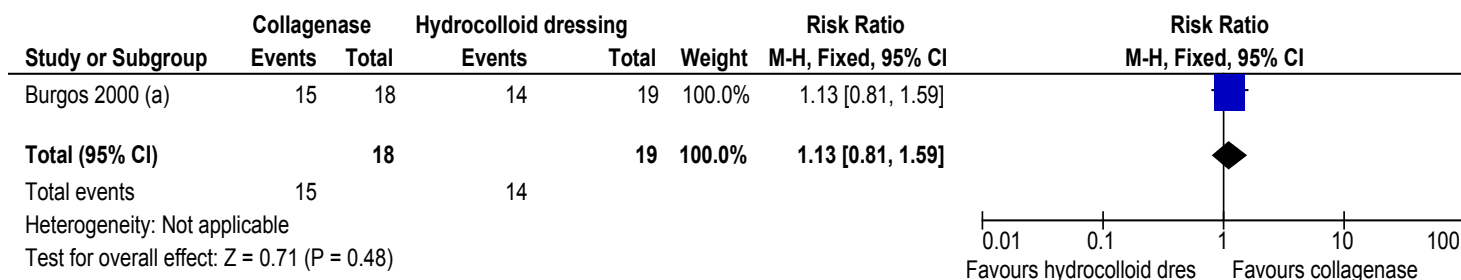 Collagenase Hydrocolloid dressing Risk Ratio Risk Ratio
Study or Subgroup Events Total Events Total Weight M-H, Fixed, 95% CI M-H, Fixed, 95% CI
Burgos 2000 (a) 15 18 14 19 100.0% 1.13 [0.81, 1.59]
Total (95% CI) 18 19 100.0% 1.13 [0.81, 1.59]
Total events 15 14
Heterogeneity: Not applicable
Test for overall effect: Z = 0.71 (P = 0.48)
0.01 0.1 1 10 100
Favours hydrocolloid dres Favours collagenase